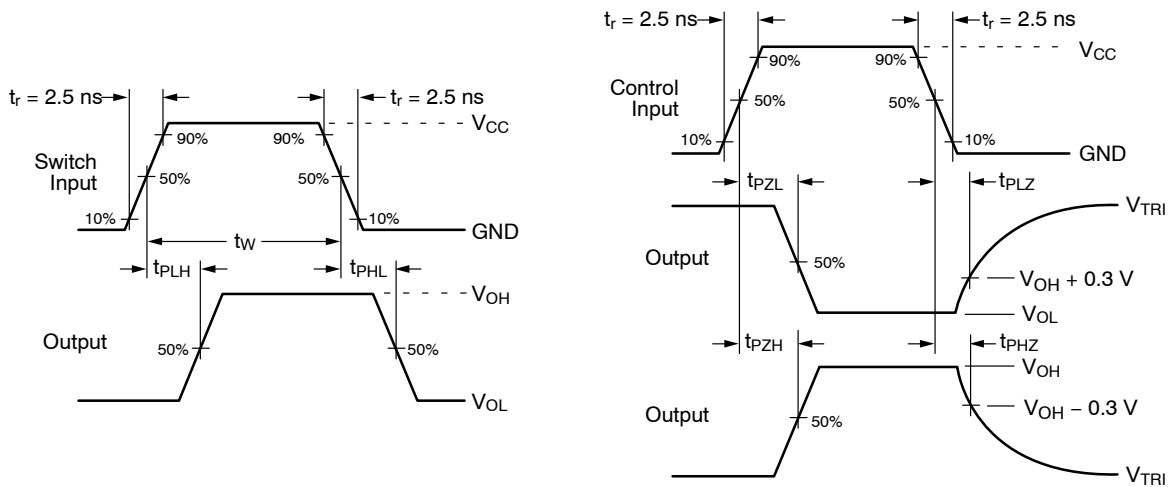 tr = 2.5 ns
tr = 2.5 ns
VCC
90%
90%
Switch
Input
50%
50%
10%
10%
GND
tW
tPLH
tPHL
VOH
Output
50%
50%
VOL
tr = 2.5 ns
tr = 2.5 ns
VCC
90%
90%
Control
Input
50%
50%
10%
10%
GND
tPZL
tPLZ
VTRI
Output
50%
VOH + 0.3 V
VOL
tPZH
tPHZ
VOH
VOH − 0.3 V
Output
50%
VTRI